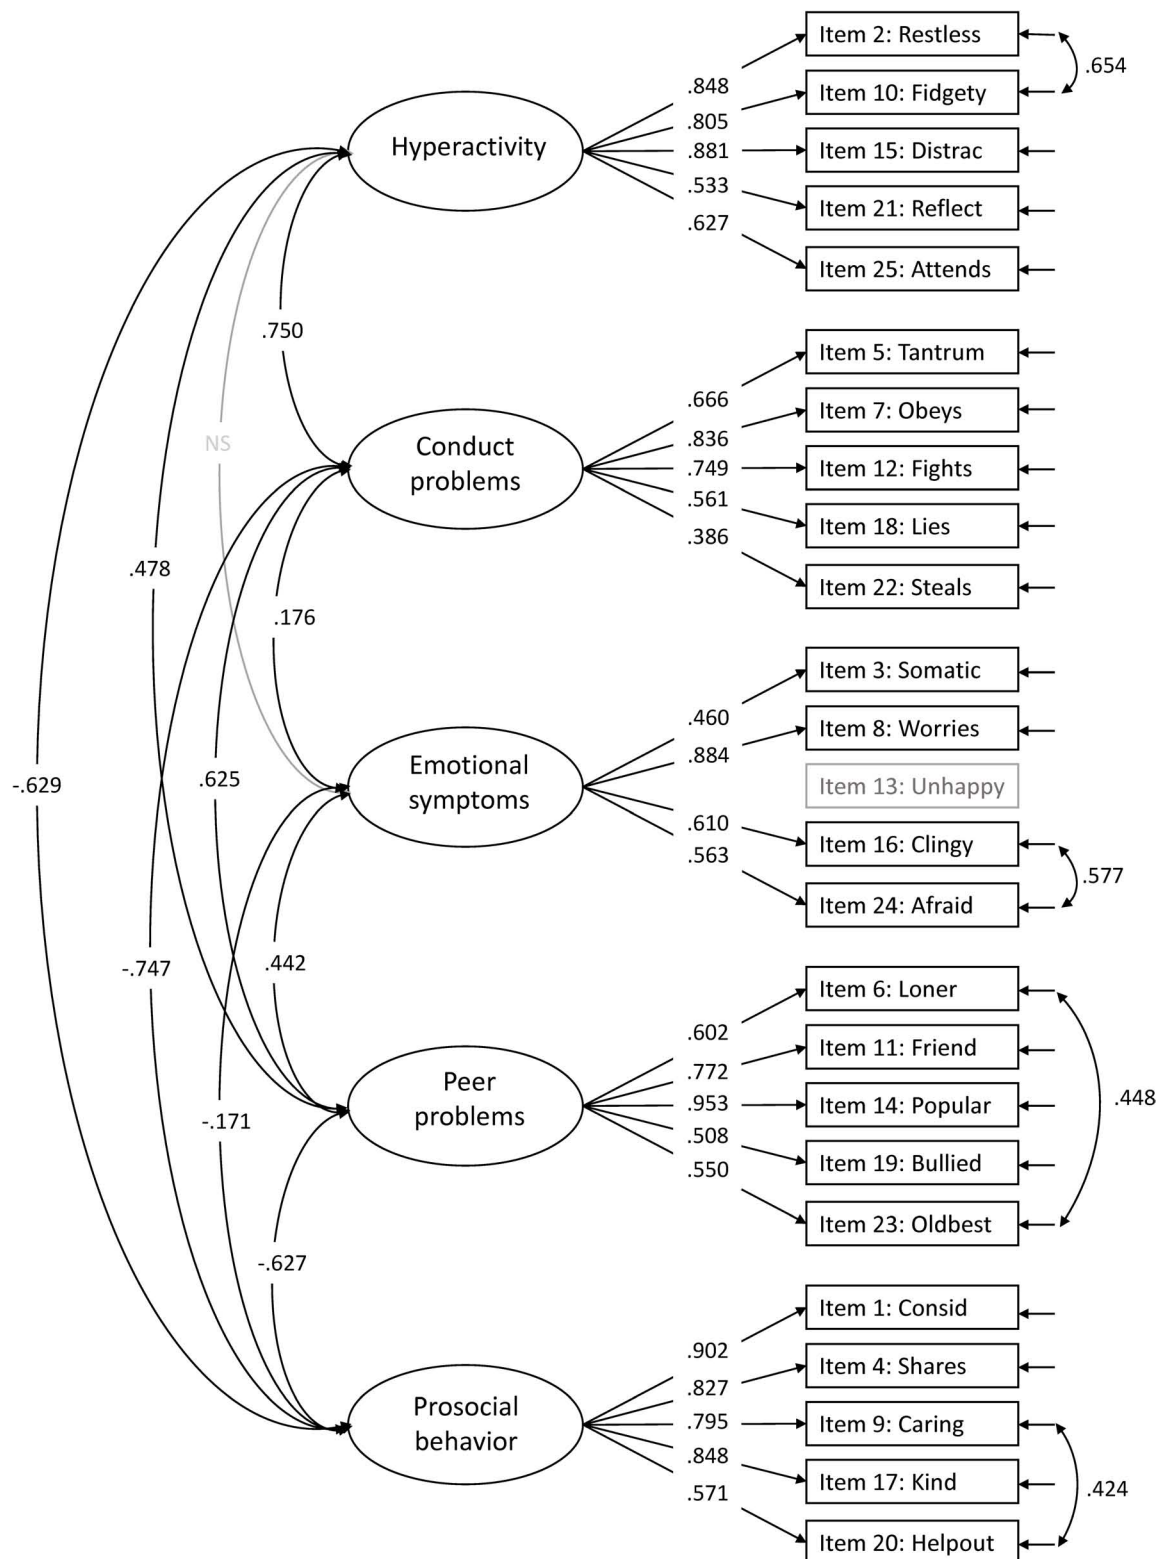 Item 2: Restless
.654
.848
Item 10: Fidgety
.805
Hyperactivity
.881
Item 15: Distrac
.533
Item 21: Reflect
.627
Item 25: Attends
.750
Item 5: Tantrum
.666
Item 7: Obeys
.836
Conduct
problems
.749
Item 12: Fights
.561
Item 18: Lies
.386
Item 22: Steals
NS
.478
.176
Item 3: Somatic
.460
Item 8: Worries
.884
Emotional
symptoms
Item 13: Unhappy
.610
Item 16: Clingy
.577
.563
Item 24: Afraid
-.629
.625
-.747
.442
Item 6: Loner
.602
Item 11: Friend
.772
Peer
problems
.953
Item 14: Popular
.448
.508
Item 19: Bullied
.550
Item 23: Oldbest
-.171
-.627
Item 1: Consid
.902
Item 4: Shares
.827
Prosocial
behavior
.795
Item 9: Caring
.848
Item 17: Kind
.424
.571
Item 20: Helpout